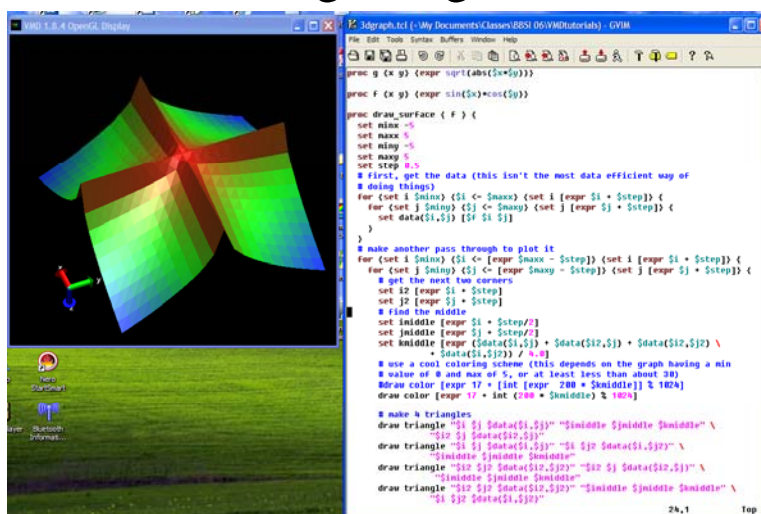 VMD 1.8.4 OpenGL Display
3dgraph.tcl (~\My Documents\Classes\BBSI 06\VMDtutorials) - GVIM
File Edit Tools Syntax Buffers Window Help
proc g {x y} {expr sqrt(abs($x*$y))}
proc f {x y} {expr sin($x)*cos($y)}
proc draw_surface { f } {
set minx -5
set maxx 5
set miny -5
set maxy 5
set step 0.5
# first, get the data (this isn't the most data efficient way of
# doing things)
for {set i $minx} {$i <= $maxx} {set i [expr $i + $step]} {
for {set j $miny} {$j <= $maxy} {set j [expr $j + $step]} {
set data($i,$j) [$f $i $j]
}
}
# make another pass through to plot it
for {set i $minx} {$i <= [expr $maxx - $step]} {set i [expr $i + $step]} {
for {set j $miny} {$j <= [expr $maxy - $step]} {set j [expr $j + $step]} {
# get the next two corners
set i2 [expr $i + $step]
set j2 [expr $j + $step]
# find the middle
set imiddle [expr $i + $step/2]
set jmiddle [expr $j + $step/2]
set kmiddle [expr ($data($i,$j) + $data($i2,$j) + $data($i2,$j2) \
+ $data($i,$j2)) / 4.0]
# use a cool coloring scheme (this depends on the graph having a min
# value of 0 and max of 5, or at least less than about 30)
#draw color [expr 17 + [int [expr 200 * $kmiddle]] % 1024]
draw color [expr 17 + int (200 * $kmiddle) % 1024]
# make 4 triangles
draw triangle "$i $j $data($i,$j)" "$imiddle $jmiddle $kmiddle" \
"$i2 $j $data($i2,$j)"
draw triangle "$i $j $data($i,$j)" "$i $j2 $data($i,$j2)" \
"$imiddle $jmiddle $kmiddle"
draw triangle "$i2 $j2 $data($i2,$j2)" "$i2 $j $data($i2,$j)" \
"$imiddle $jmiddle $kmiddle"
draw triangle "$i2 $j2 $data($i2,$j2)" "$imiddle $jmiddle $kmiddle" \
"$i $j2 $data($i,$j2)"
24,1 Top
y
Nero
StartSmart
ayer
Bluetooth
Informat...